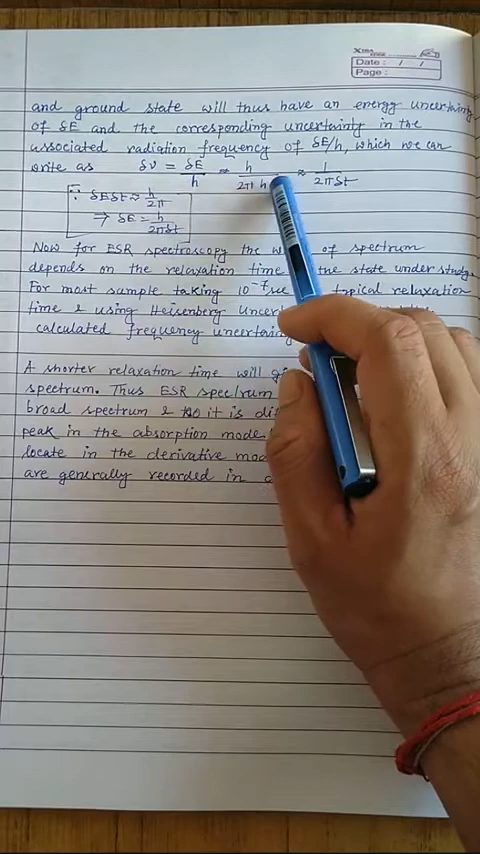 XTRA
Date : / /
Page :
and ground state will thus have an energy uncertainty
of δE and the corresponding uncertainty in the
associated radiation frequency of δE/h, which we can
write as δν = δE/h ≈ h/2π h ≈ 1/2πδt
∵ δEδt ≈ h/2π
⇒ δE = h/2πδt
Now for ESR spectroscopy the of spectrum
depends on the relaxation time the state under study.
For most sample taking 10⁻⁷sec typical relaxation
time & using Heisenberg
calculated frequency
A shorter relaxation time will
spectrum. Thus ESR spectrum
broad spectrum & so it is
peak in the absorption mode
locate in the derivative
are generally recorded in